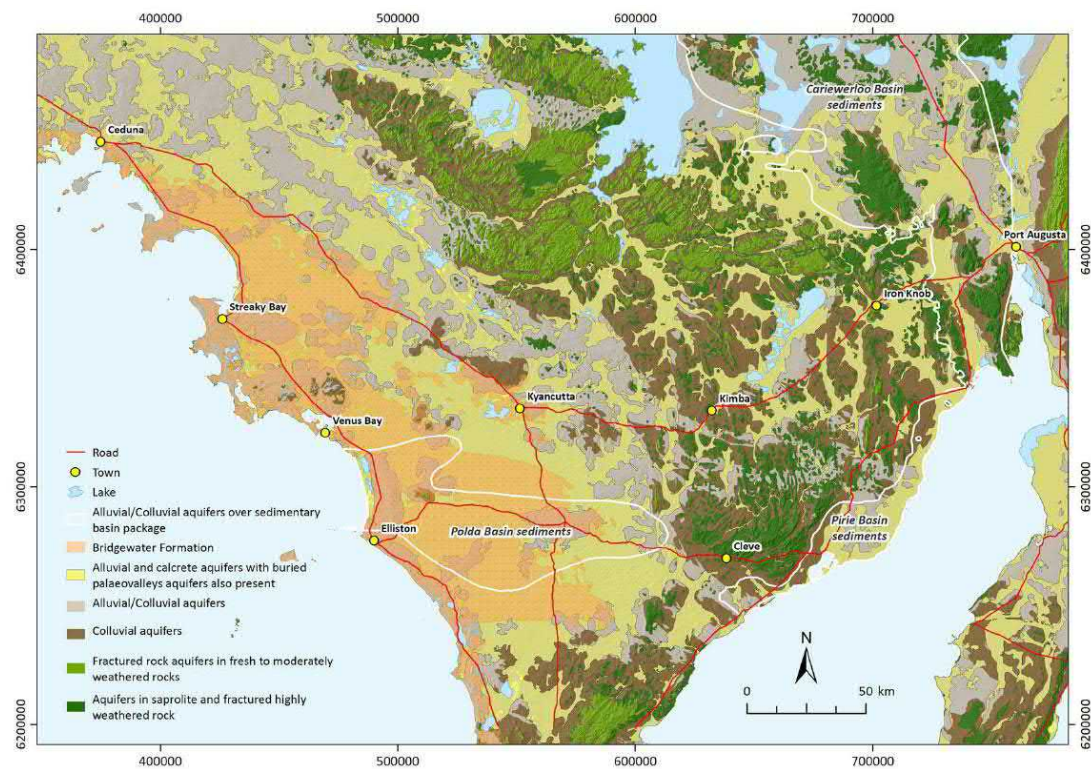 400000
500000
600000
700000
Cariewerloo Basin
sediments
Ceduna
6400000
Port Augusta
6400000
Iron Knob
Streaky Bay
Kyancutta
Kimba
Venus Bay
Road
Town
Lake
Alluvial/Colluvial aquifers over sedimentary
basin package
Bridgewater Formation
Alluvial and calcrete aquifers with buried
palaeovalleys aquifers also present
Alluvial/Colluvial aquifers
Colluvial aquifers
Fractured rock aquifers in fresh to moderately
weathered rocks
Aquifers in saprolite and fractured highly
weathered rock
6300000
6300000
Elliston
Polda Basin sediments
Pirie Basin
sediments
Cleve
N
0 50 km
6200000
6200000
400000
500000
600000
700000